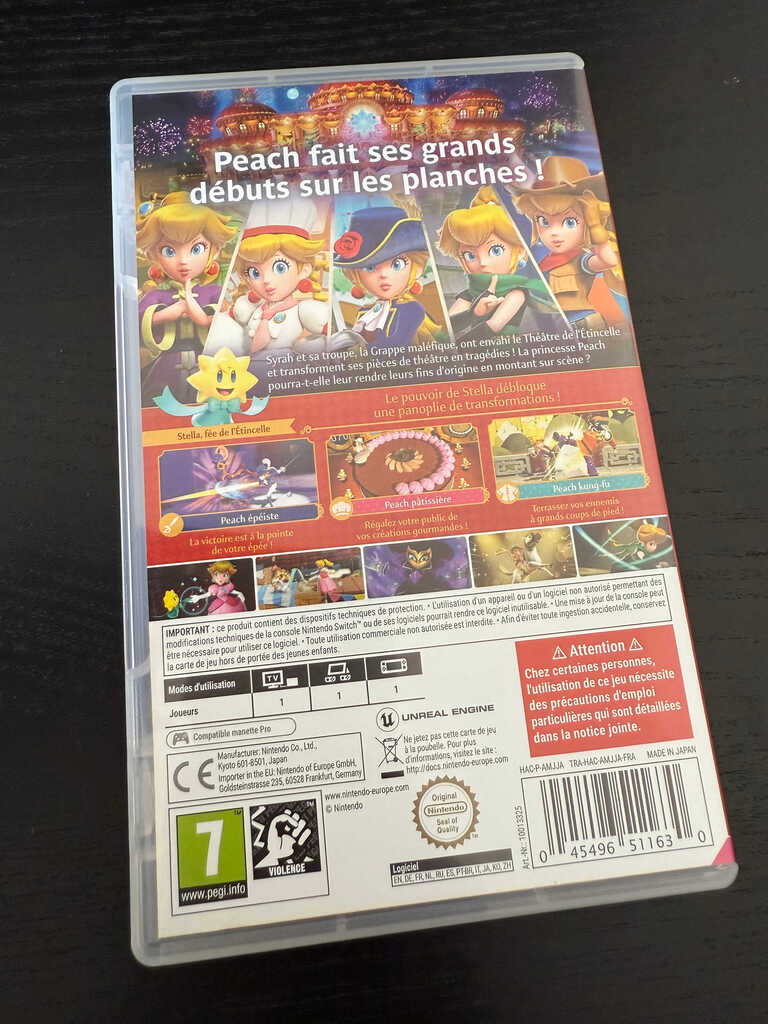 Peach fait ses grands
débuts sur les planches !
Syrah et sa troupe, la Grappe maléfique, ont envahi le Théâtre de l'Étincelle
et transforment ses pièces de théâtre en tragédies ! La princesse Peach
pourra-t-elle leur rendre leurs fins d'origine en montant sur scène ?
Le pouvoir de Stella débloque
une panoplie de transformations !
Stella, fée de l'Étincelle
Peach épéiste
La victoire est à la pointe
de votre épée !
Peach pâtissière
Régalez votre public de
vos créations gourmandes !
Peach kung-fu
Terrassez vos ennemis
à grands coups de pied !
IMPORTANT : ce produit contient des dispositifs techniques de protection. • L'utilisation d'un appareil ou d'un logiciel non autorisé permettant des
modifications techniques de la console Nintendo Switch™ ou de ses logiciels pourrait rendre ce logiciel inutilisable. • Une mise à jour de la console peut
être nécessaire pour utiliser ce logiciel. • Toute utilisation commerciale non autorisée est interdite. • Afin d'éviter toute ingestion accidentelle, conservez
la carte de jeu hors de portée des jeunes enfants.
Modes d'utilisation
TV
Joueurs
1
1
1
Compatible manette Pro
Manufacturer: Nintendo Co., Ltd.,
Kyoto 601-8501, Japan
Importer in the EU: Nintendo of Europe GmbH,
Goldsteinstrasse 235, 60528 Frankfurt, Germany
CE
UNREAL ENGINE
Ne jetez pas cette carte de jeu
à la poubelle. Pour plus
d'informations, visitez le site :
http://docs.nintendo-europe.com
www.nintendo-europe.com
© Nintendo
Attention
Chez certaines personnes,
l'utilisation de ce jeu nécessite
des précautions d'emploi
particulières qui sont détaillées
dans la notice jointe.
HAC-P-AMJJA TRA-HAC-AMJJA-FRA MADE IN JAPAN
7
™
www.pegi.info
VIOLENCE
™
Original
Nintendo
Seal of
Quality
™
Logiciel
EN, DE, FR, NL, RU, ES, PT-BR, IT, JA, KO, ZH
Art.-Nr.: 10013325
0 45496 51163 0